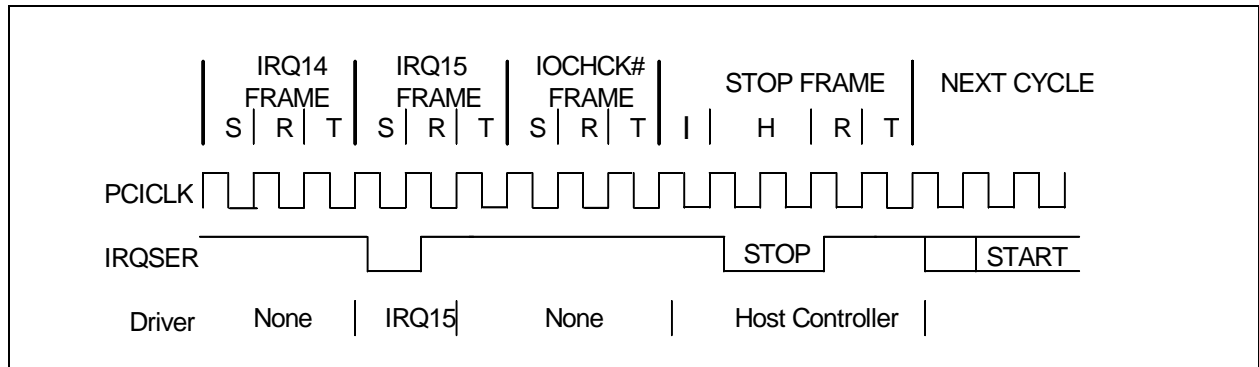 IRQ14 IRQ15 IOCHCK#
FRAME FRAME FRAME STOP FRAME NEXT CYCLE
S R T S R T S R T I H R T
PCICLK
IRQSER STOP START
Driver None IRQ15 None Host Controller